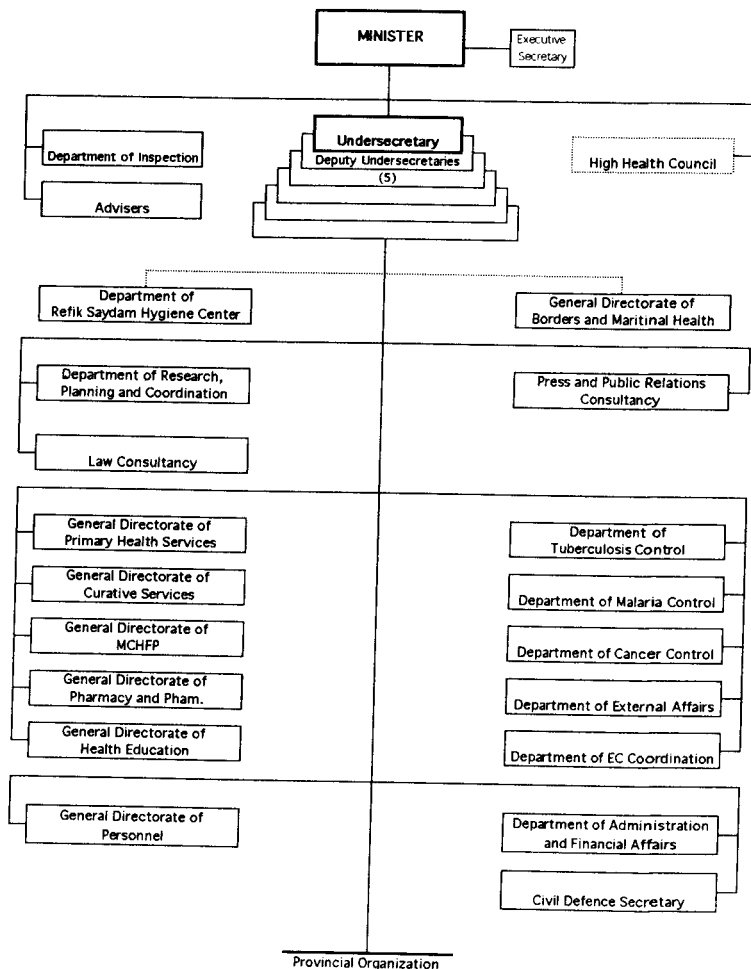 MINISTER
Executive
Secretary
Undersecretary
Deputy Undersecretaries
(5)
Department of Inspection
High Health Council
Advisers
Department of
Refik Saydam Hygiene Center
General Directorate of
Borders and Maritinal Health
Department of Research,
Planning and Coordination
Press and Public Relations
Consultancy
Law Consultancy
General Directorate of
Primary Health Services
Department of
Tuberculosis Control
General Directorate of
Curative Services
Department of Malaria Control
General Directorate of
MCHFP
Department of Cancer Control
General Directorate of
Pharmacy and Pham.
Department of External Affairs
General Directorate of
Health Education
Department of EC Coordination
General Directorate of
Personnel
Department of Administration
and Financial Affairs
Civil Defence Secretary
Provincial Organization